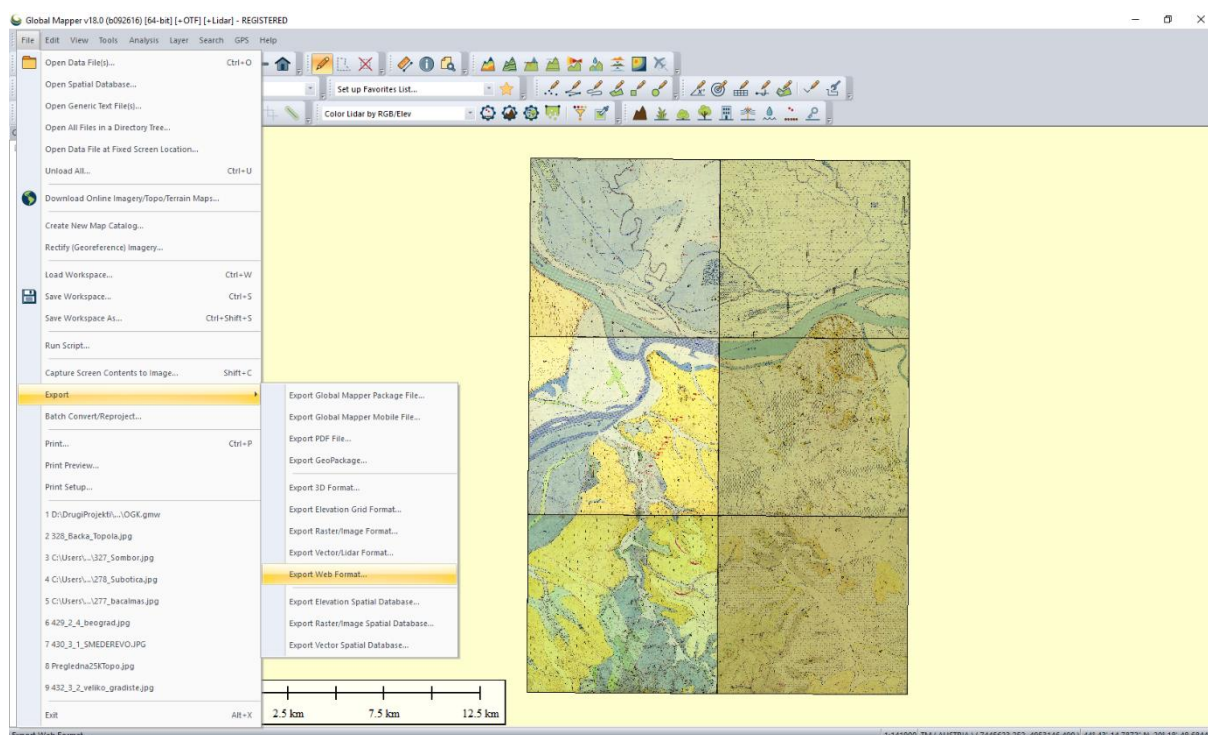 Global Mapper v18.0 (b092616) [64-bit] [+OTF] [+Lidar] - REGISTERED
File Edit View Tools Analysis Layer Search GPS Help
Open Data File(s)... Ctrl+O
Open Spatial Database...
Set up Favorites List...
Open Generic Text File(s)...
Color Lidar by RGB/Elev
Open All Files in a Directory Tree...
Open Data File at Fixed Screen Location...
Unload All... Ctrl+U
Download Online Imagery/Topo/Terrain Maps...
Create New Map Catalog...
Rectify (Georeference) Imagery...
Load Workspace... Ctrl+W
Save Workspace... Ctrl+S
Save Workspace As... Ctrl+Shift+S
Run Script...
Capture Screen Contents to Image... Shift+C
Export
Batch Convert/Reproject...
Print... Ctrl+P
Print Preview...
Print Setup...
1 D:\DrugiProjekti\...\OGK.gmw
2 328_Backa_Topola.jpg
3 C:\Users\...\327_Sombor.jpg
4 C:\Users\...\278_Subotica.jpg
5 C:\Users\...\277_bacalmas.jpg
6 429_2_4_beograd.jpg
7 430_3_1_SMEDEREVO.JPG
8 Pregledna25KTopo.jpg
9 432_3_2_veliko_gradiste.jpg
Exit Alt+X
Export Global Mapper Package File...
Export Global Mapper Mobile File...
Export PDF File...
Export GeoPackage...
Export 3D Format...
Export Elevation Grid Format...
Export Raster/Image Format...
Export Vector/Lidar Format...
Export Web Format...
Export Elevation Spatial Database...
Export Raster/Image Spatial Database...
Export Vector Spatial Database...
2.5 km 7.5 km 12.5 km
Export Web Format